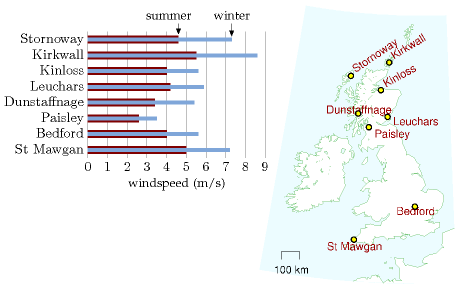 summer winter
Stornoway
Kirkwall
Kinloss
Leuchars
Dunstaffnage
Paisley
Bedford
St Mawgan
0 1 2 3 4 5 6 7 8 9
windspeed (m/s)
Stornoway
Kirkwall
Kinloss
Dunstaffnage
Leuchars
Paisley
Bedford
St Mawgan
100 km